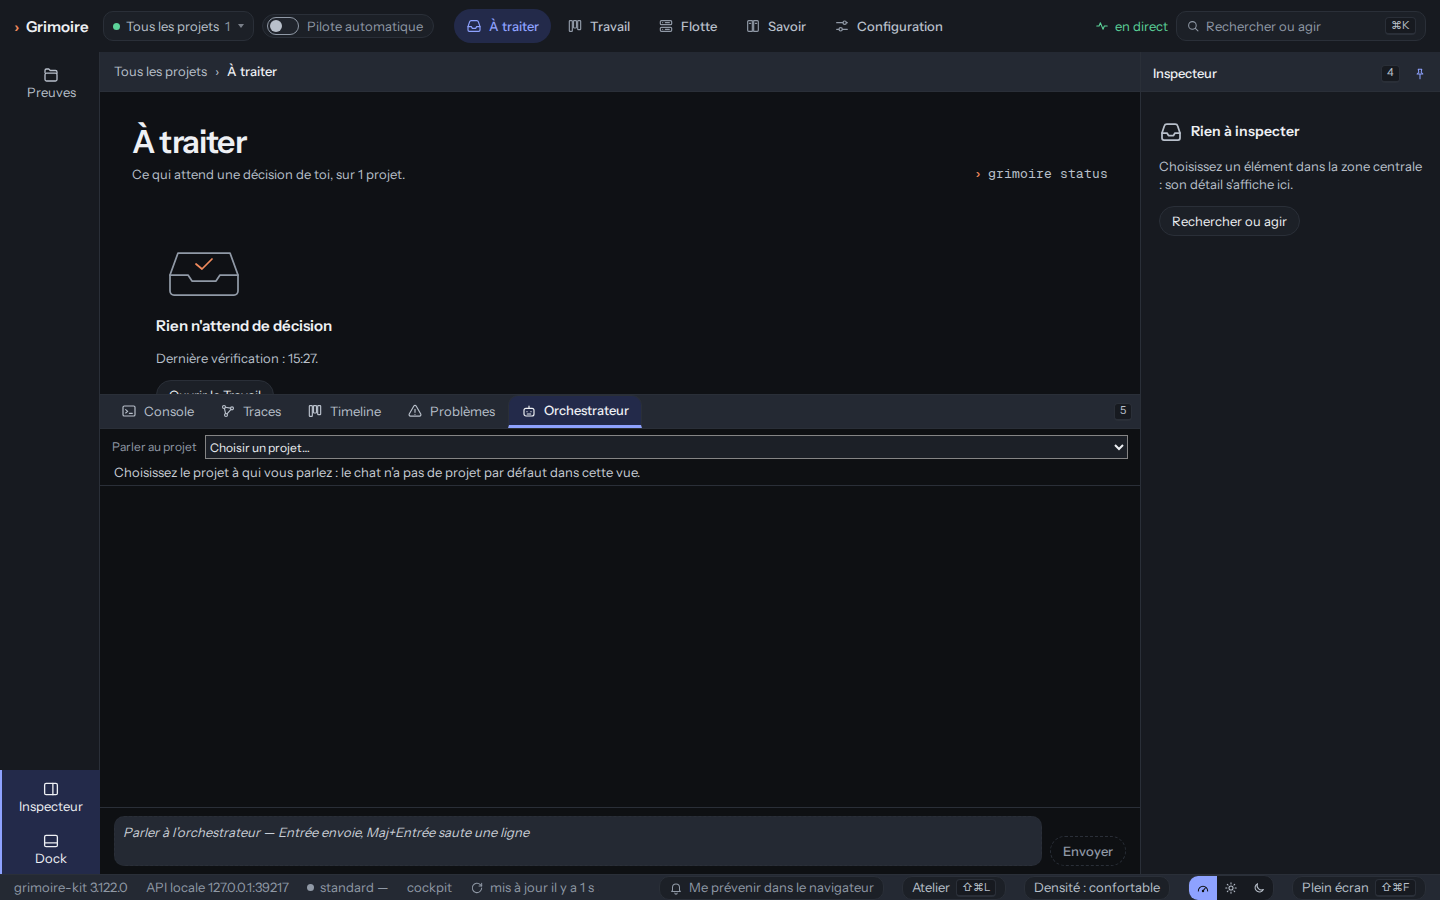 › Grimoire
Tous les projets 1
Pilote automatique
À traiter
Travail
Flotte
Savoir
Configuration
en direct
Rechercher ou agir
⌘K
Preuves
Tous les projets › À traiter
Inspecteur
4
À traiter
Ce qui attend une décision de toi, sur 1 projet.
› grimoire status
Rien à inspecter
Choisissez un élément dans la zone centrale
: son détail s'affiche ici.
Rechercher ou agir
Rien n'attend de décision
Dernière vérification : 15:27.
Ouvrir le Travail
Console
Traces
Timeline
Problèmes
Orchestrateur
5
Parler au projet
Choisir un projet...
Choisissez le projet à qui vous parlez : le chat n'a pas de projet par défaut dans cette vue.
Inspecteur
Dock
Parler à l'orchestrateur — Entrée envoie, Maj+Entrée saute une ligne
Envoyer
grimoire-kit 3.122.0
API locale 127.0.0.1:39217
standard —
cockpit
mis à jour il y a 1 s
Me prévenir dans le navigateur
Atelier ⇧⌘L
Densité : confortable
Plein écran ⇧⌘F